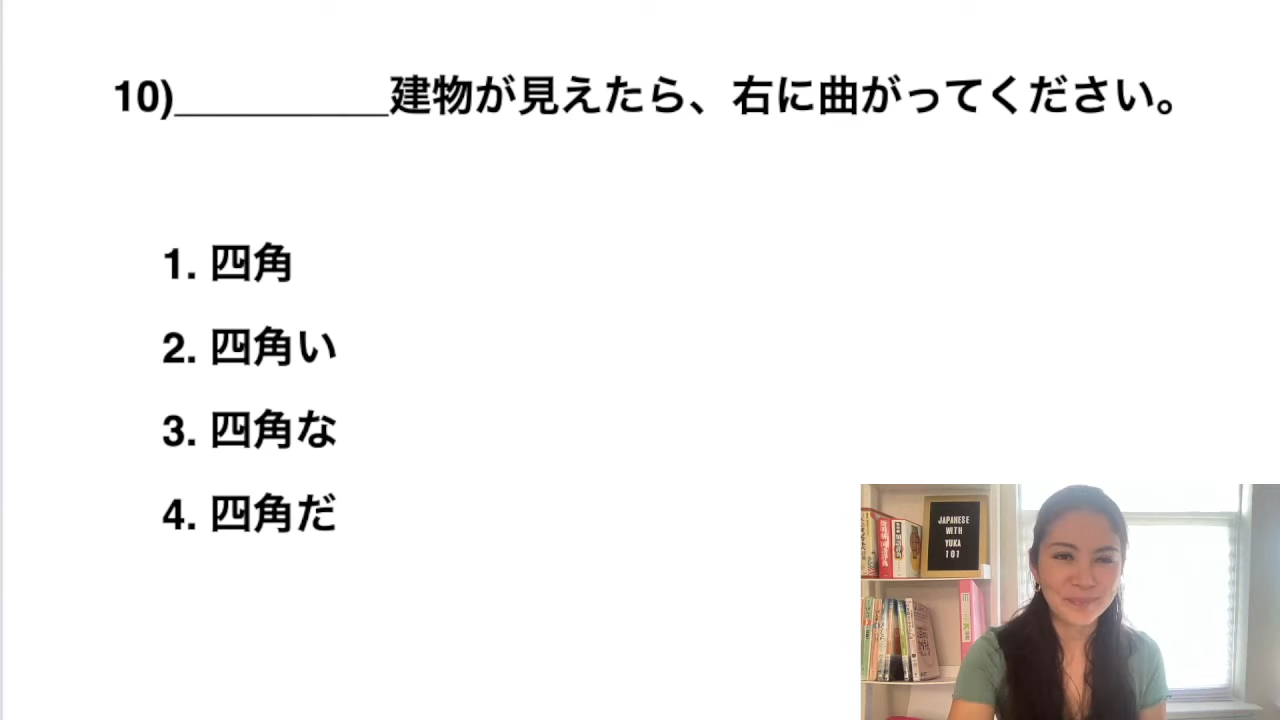 10)__________建物が見えたら、右に曲がってください。
1. 四角
2. 四角い
3. 四角な
4. 四角だ
JAPANESE
WITH
YUKA
101